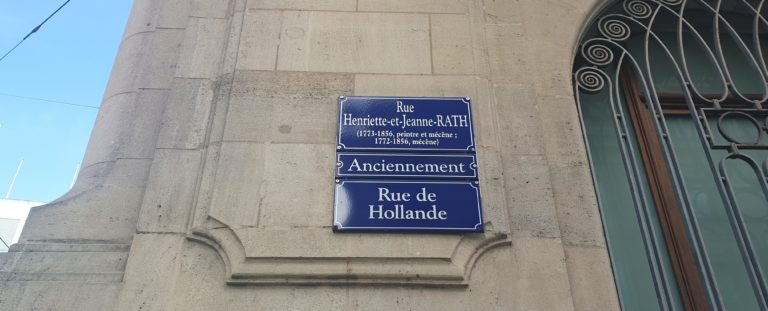 Rue
Henriette-et-Jeanne-RATH
(1773-1856, peintre et mécène ;
1772-1856, mécène)
Anciennement
Rue de
Hollande